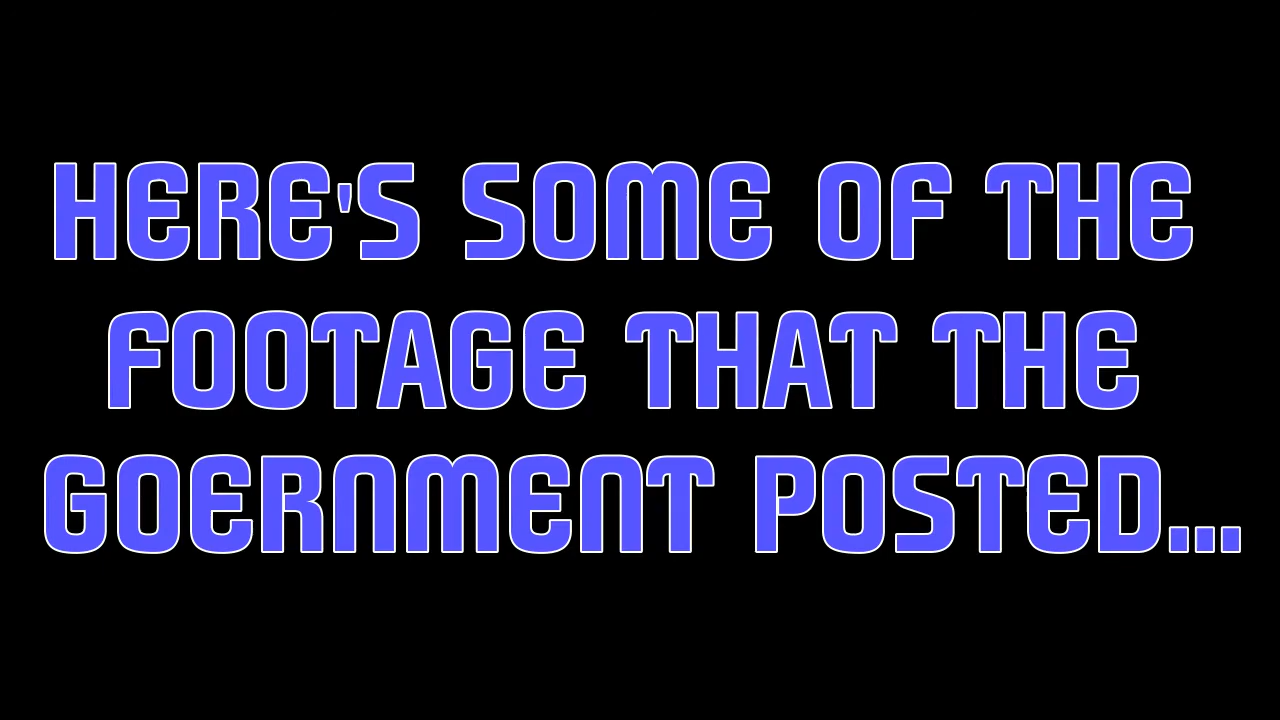 HERE'S SOME OF THE
FOOTAGE THAT THE
GOERNMENT POSTED...